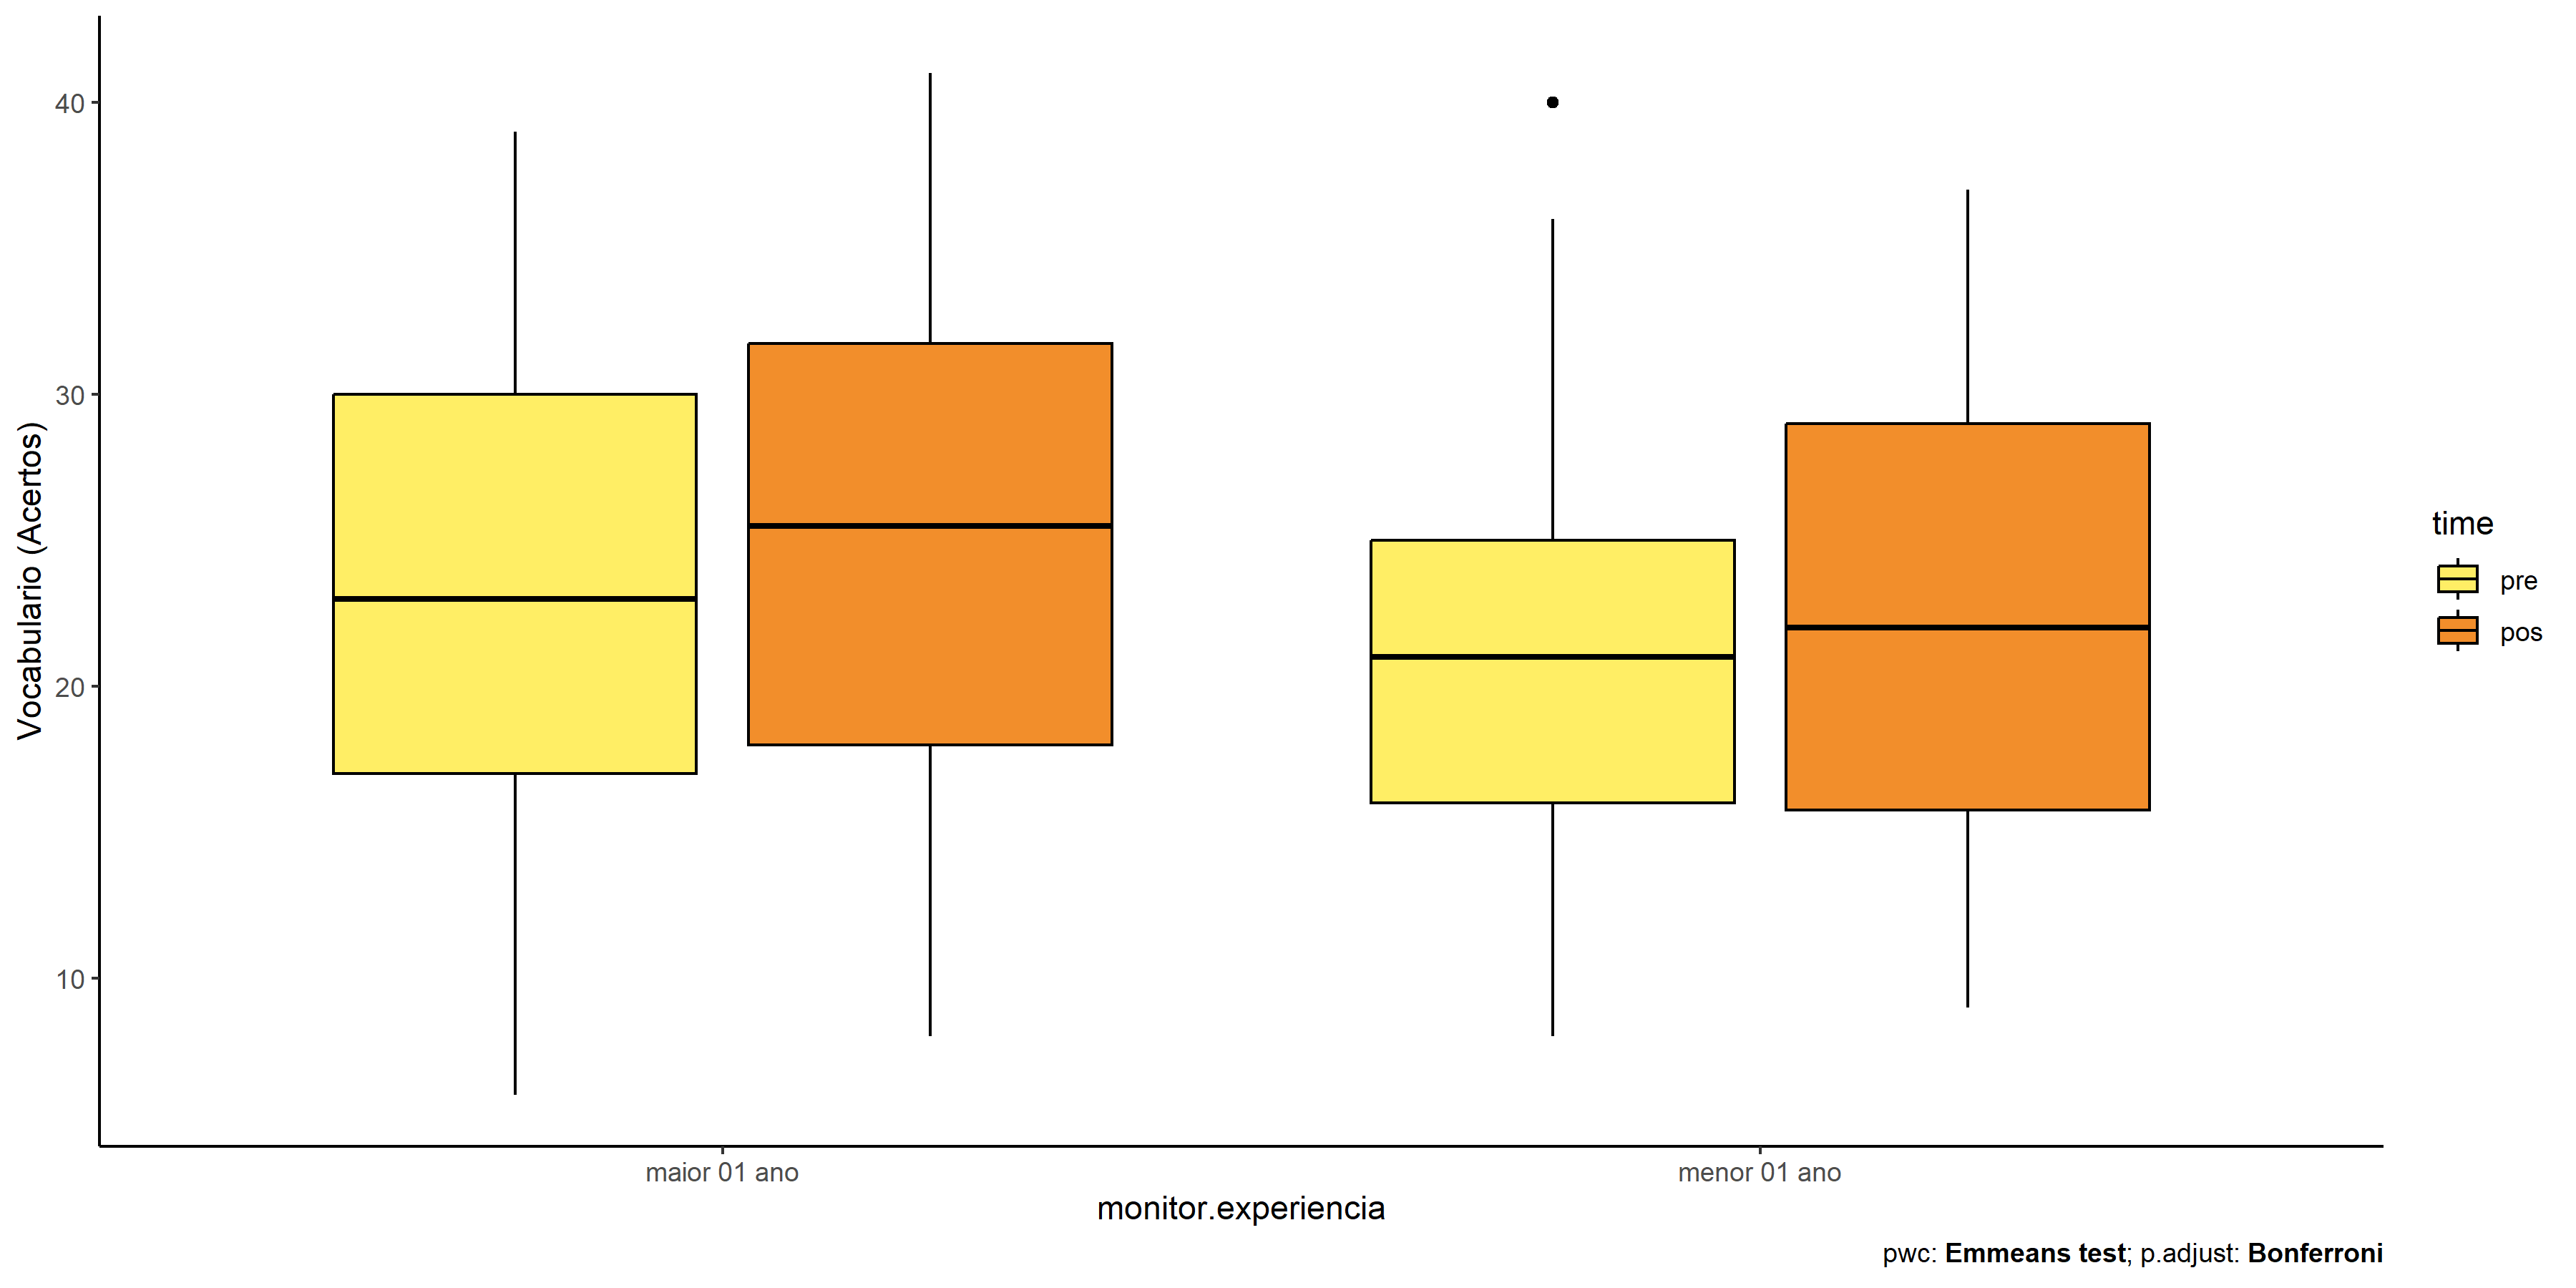 40
30
20
10
Vocabulario (Acertos)
maior 01 ano
menor 01 ano
monitor.experiencia
time
pre
pos
pwc: Emmeans test; p.adjust: Bonferroni